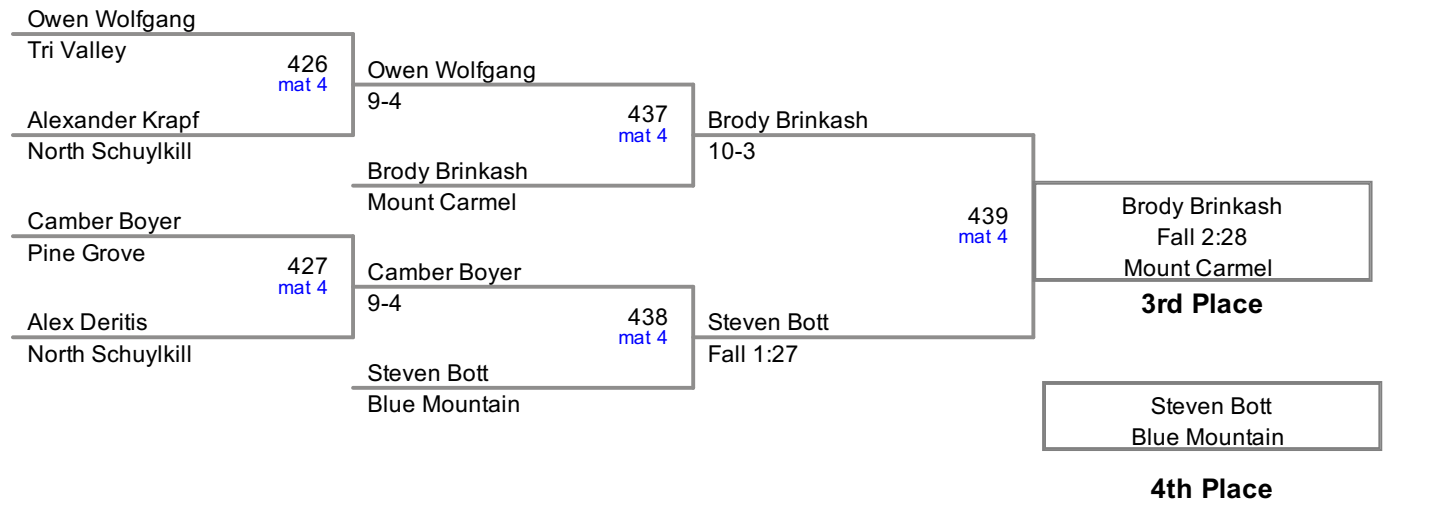 Owen Wolfgang
Tri Valley
426
mat 4
Alexander Krapf
North Schuylkill
Camber Boyer
Pine Grove
427
mat 4
Alex Deritis
North Schuylkill
Owen Wolfgang
9-4
437
mat 4
Brody Brinkash
Mount Carmel
Camber Boyer
9-4
438
mat 4
Steven Bott
Blue Mountain
Brody Brinkash
10-3
439
mat 4
Steven Bott
Fall 1:27
Brody Brinkash
Fall 2:28
Mount Carmel
3rd Place
Steven Bott
Blue Mountain
4th Place